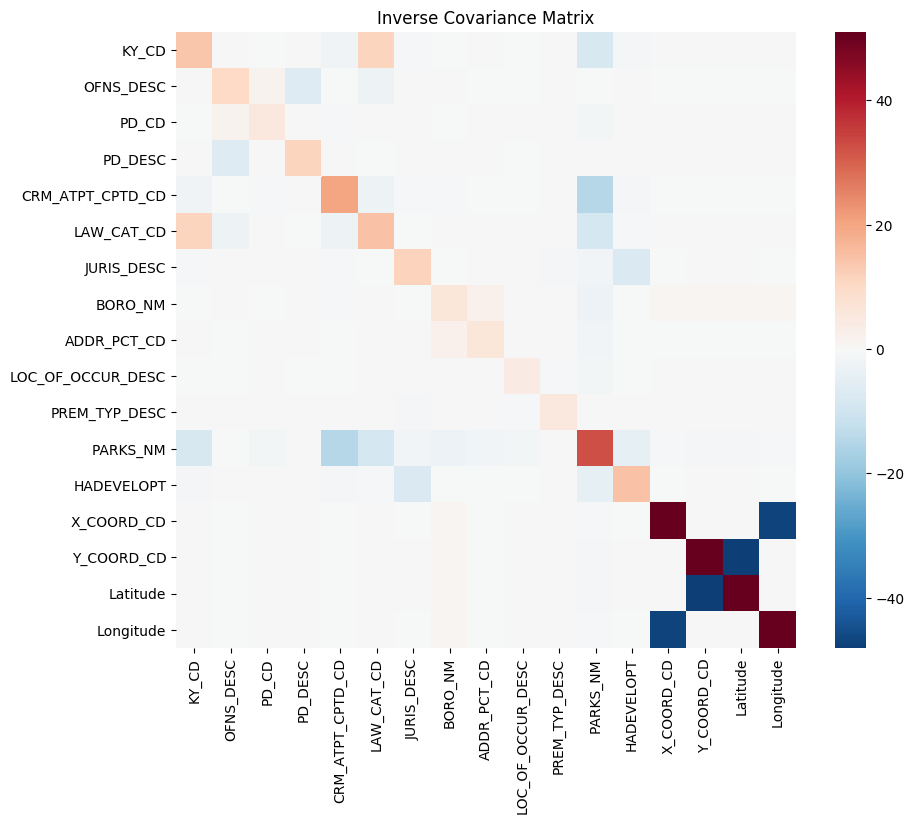 Inverse Covariance Matrix
KY_CD
OFNS_DESC
PD_CD
PD_DESC
CRM_ATPT_CPTD_CD
LAW_CAT_CD
JURIS_DESC
BORO_NM
ADDR_PCT_CD
LOC_OF_OCCUR_DESC
PREM_TYP_DESC
PARKS_NM
HADEVELOPT
X_COORD_CD
Y_COORD_CD
Latitude
Longitude
KY_CD
OFNS_DESC
PD_CD
PD_DESC
CRM_ATPT_CPTD_CD
LAW_CAT_CD
JURIS_DESC
BORO_NM
ADDR_PCT_CD
LOC_OF_OCCUR_DESC
PREM_TYP_DESC
PARKS_NM
HADEVELOPT
X_COORD_CD
Y_COORD_CD
Latitude
Longitude
40
20
0
−20
−40